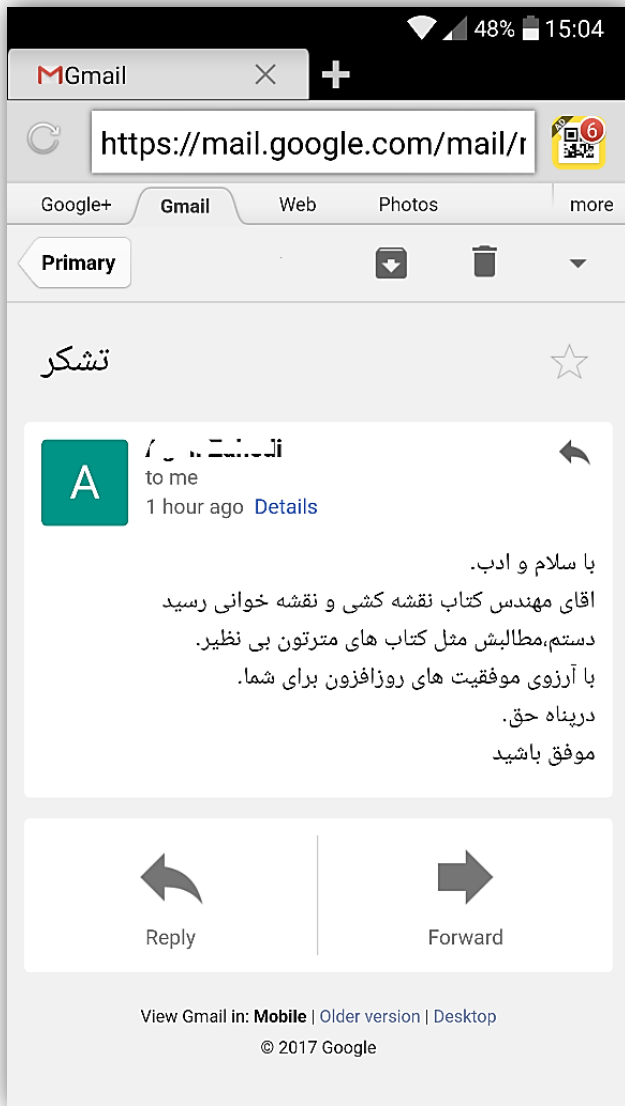 48% 15:04
Gmail
https://mail.google.com/mail/
AD 6
Google+ Gmail Web Photos more
Primary
تشکر
A
to me
1 hour ago Details
با سلام و ادب.
اقای مهندس کتاب نقشه کشی و نقشه خوانی رسید
دستم،مطالبش مثل کتاب های مترتون بی نظیر.
با آرزوی موفقیت های روزافزون برای شما.
درپناه حق.
موفق باشید
Reply Forward
View Gmail in: Mobile | Older version | Desktop
© 2017 Google